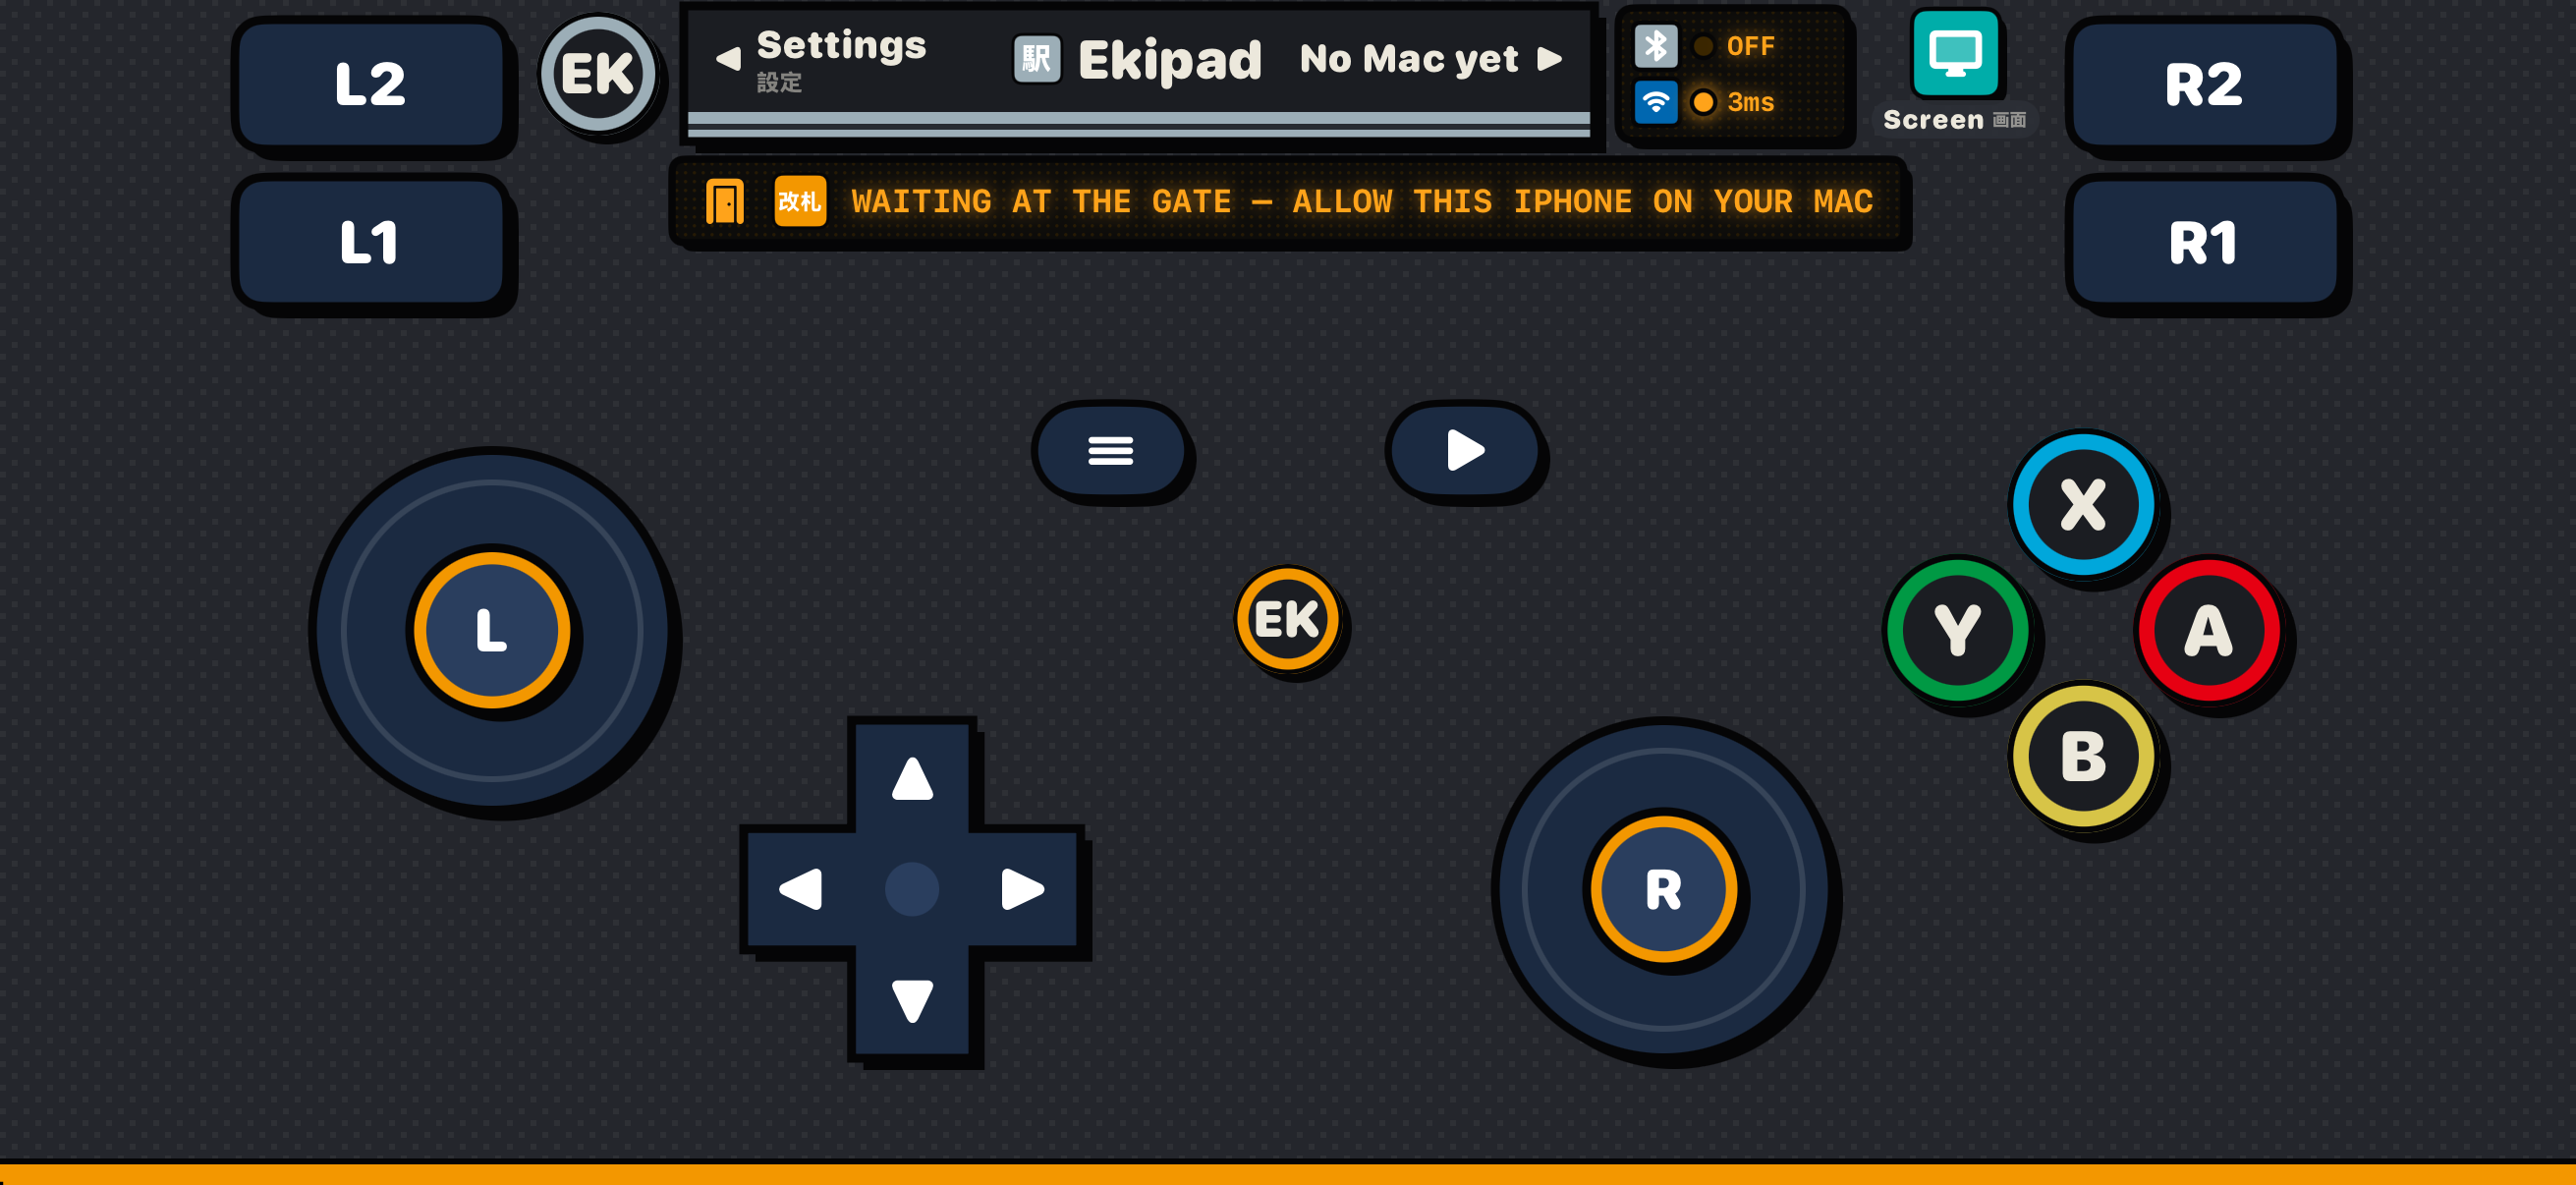 L2
EK
Settings
設定
駅 Ekipad
No Mac yet
OFF
3ms
Screen 画面
R2
L1
改札 WAITING AT THE GATE — ALLOW THIS IPHONE ON YOUR MAC
R1
X
L
EK
Y
A
B
R